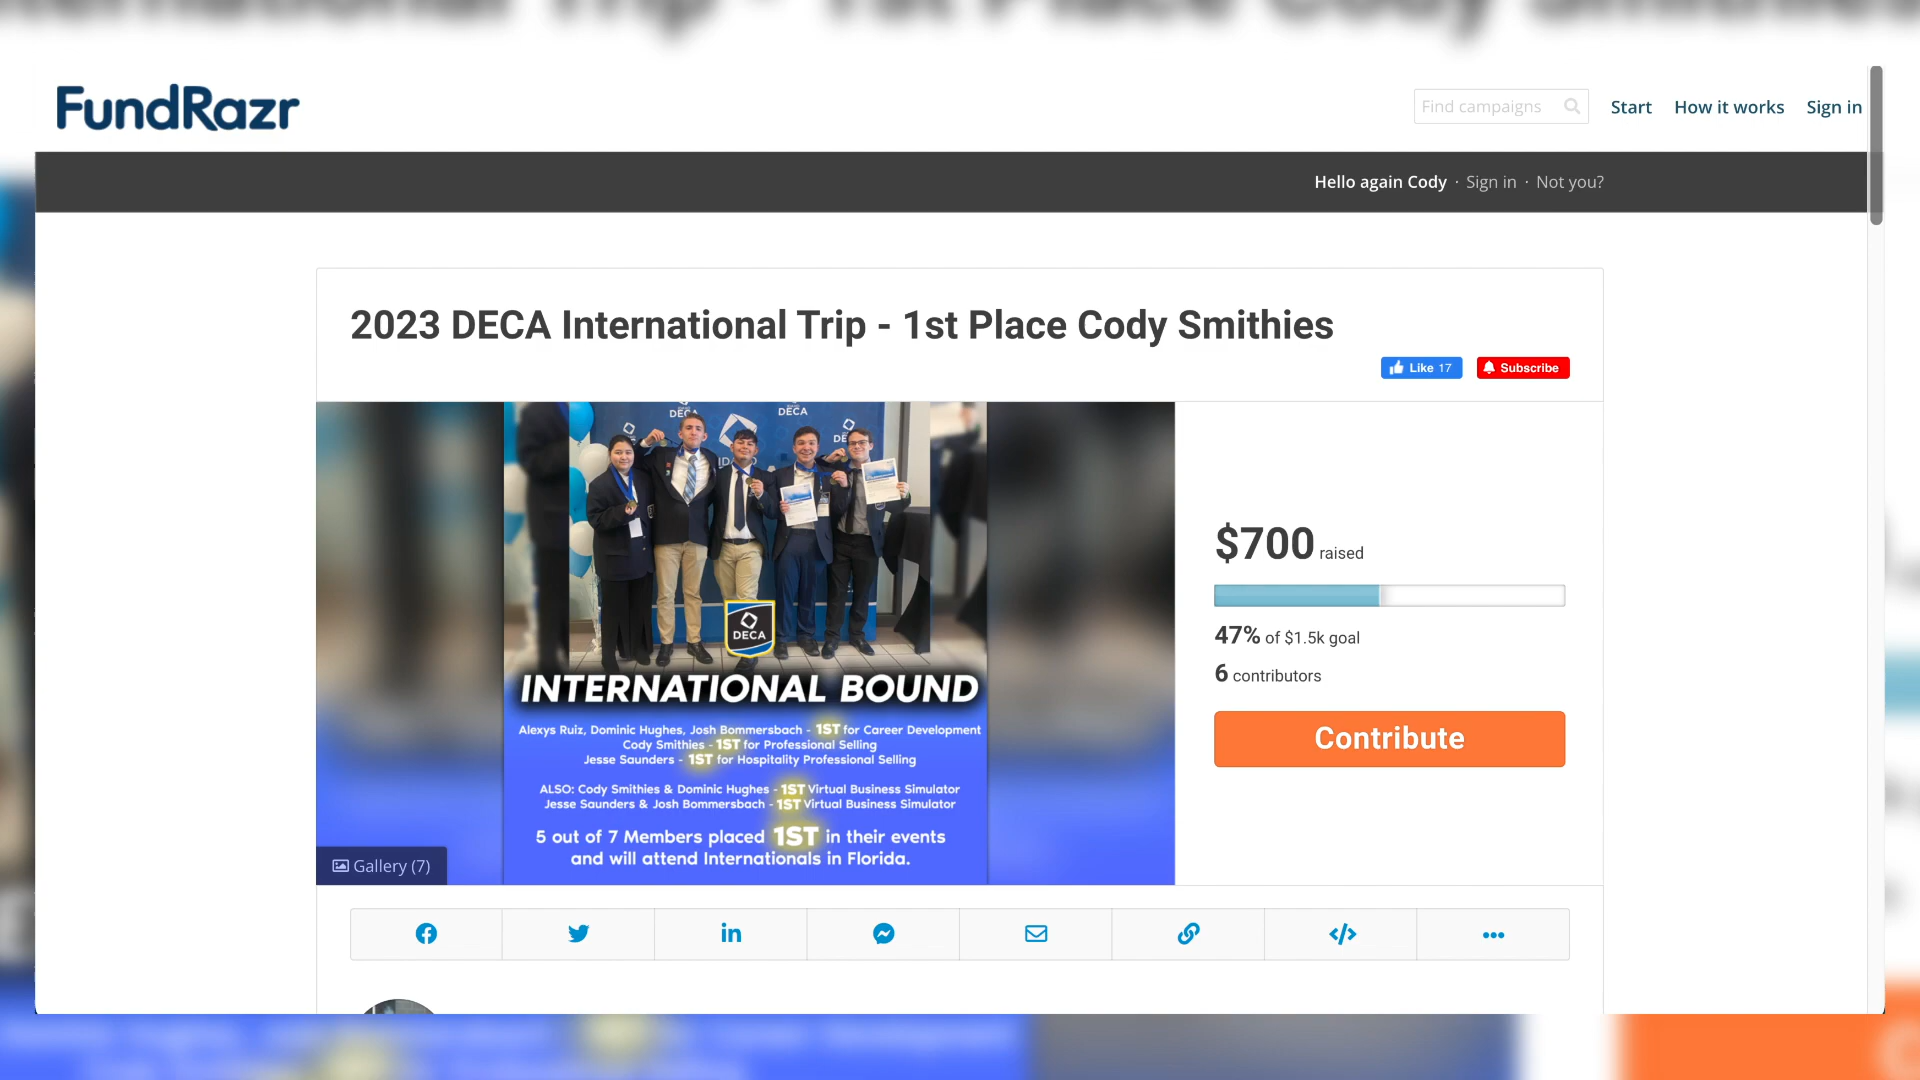 FundRazr
Find campaigns
Start
How it works
Sign in
Hello again Cody · Sign in · Not you?
2023 DECA International Trip - 1st Place Cody Smithies
Like 17
Subscribe
DECA
DECA
DE
DECA
INTERNATIONAL BOUND
Alexys Ruiz, Dominic Hughes, Josh Bommersbach - 1ST for Career Development
Cody Smithies - 1ST for Professional Selling
Jesse Saunders - 1ST for Hospitality Professional Selling
ALSO: Cody Smithies & Dominic Hughes - 1ST Virtual Business Simulator
Jesse Saunders & Josh Bommersbach - 1ST Virtual Business Simulator
5 out of 7 Members placed 1ST in their events
and will attend Internationals in Florida.
Gallery (7)
$700 raised
47% of $1.5k goal
6 contributors
Contribute